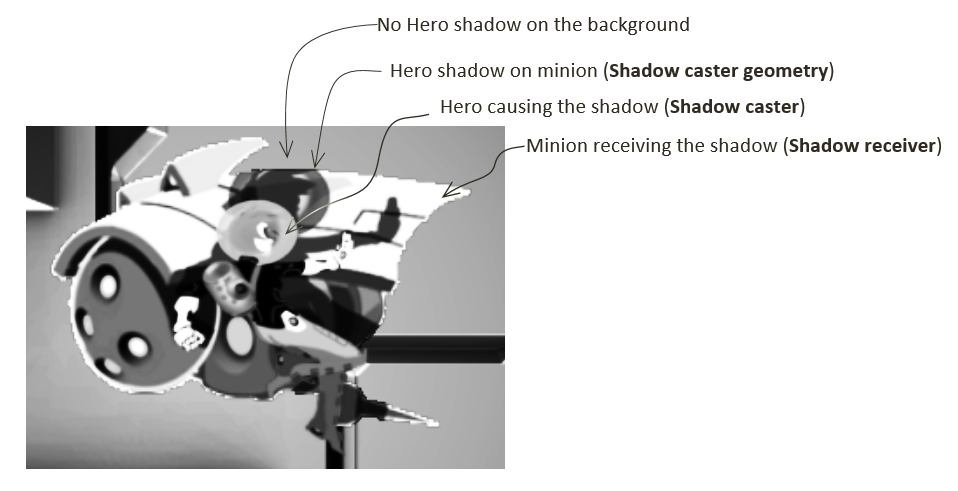 No Hero shadow on the background
Hero shadow on minion (Shadow caster geometry)
Hero causing the shadow (Shadow caster)
Minion receiving the shadow (Shadow receiver)